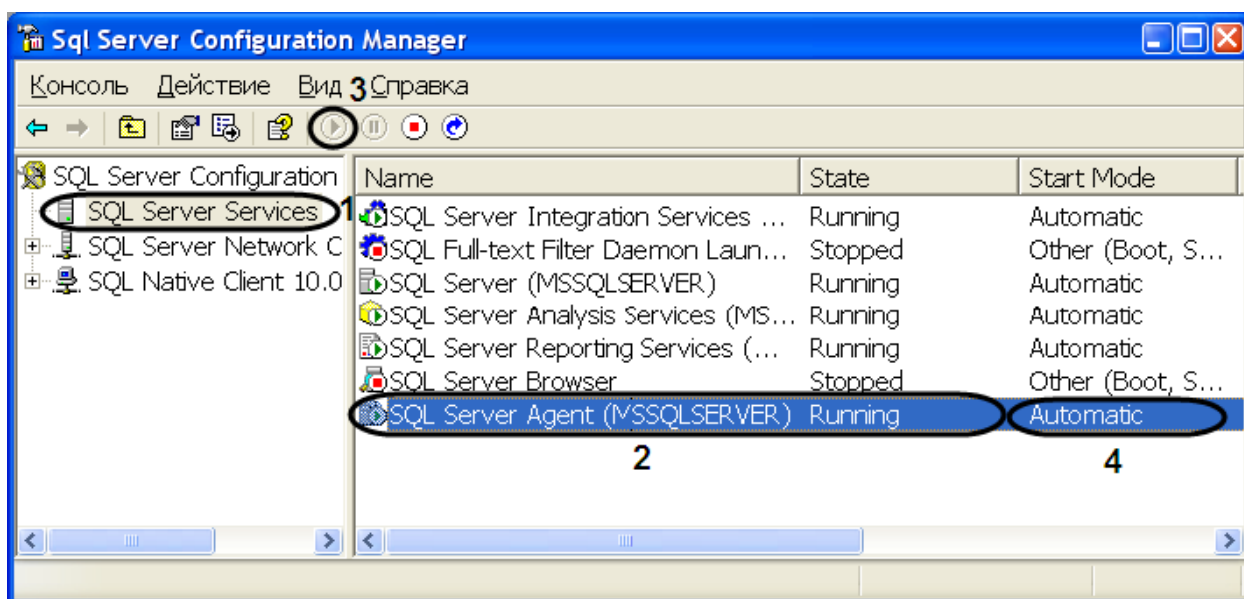 Sql Server Configuration Manager
Консоль Действие Вид 3 Справка
SQL Server Configuration
SQL Server Services 1
SQL Server Network C
SQL Native Client 10.0
Name State Start Mode
SQL Server Integration Services ... Running Automatic
SQL Full-text Filter Daemon Laun... Stopped Other (Boot, S...
SQL Server (MSSQLSERVER) Running Automatic
SQL Server Analysis Services (MS... Running Automatic
SQL Server Reporting Services (... Running Automatic
SQL Server Browser Stopped Other (Boot, S...
SQL Server Agent (MSSQLSERVER) Running Automatic
2 4